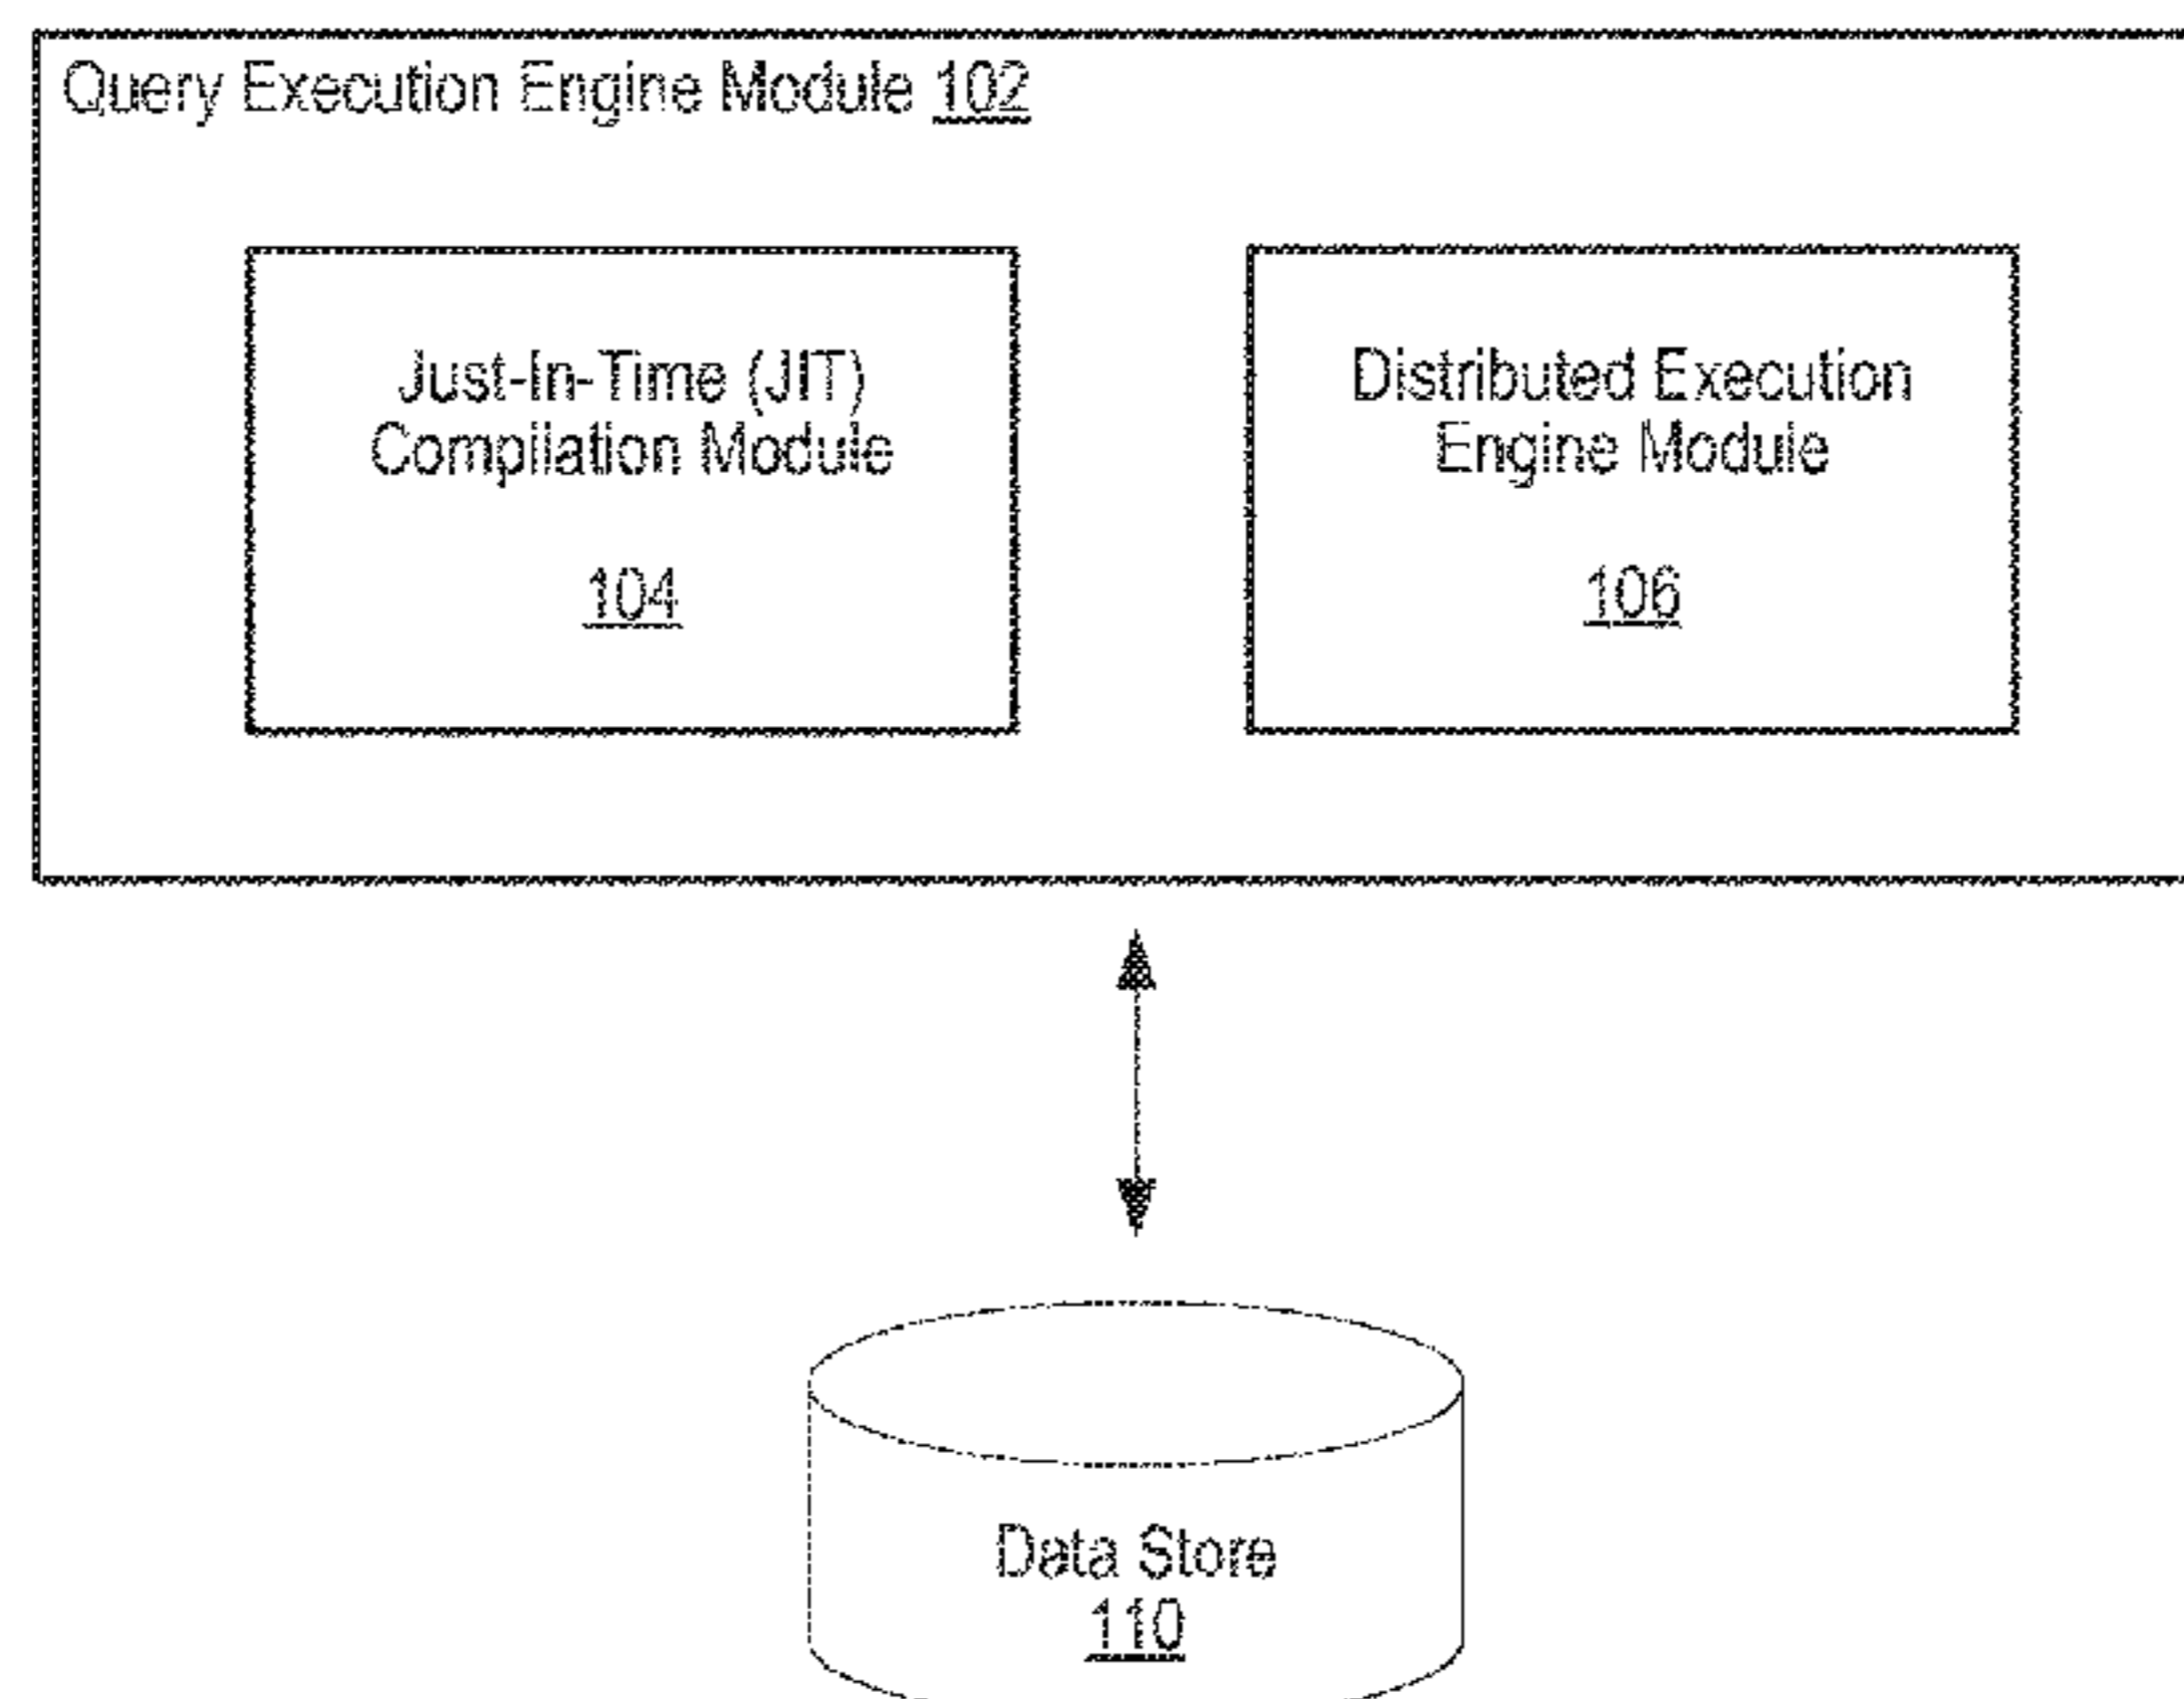 Query Execution Engine Module 102
Just-In-Time (JIT)
Compilation Module
104
Distributed Execution
Engine Module
106
Data Store
110